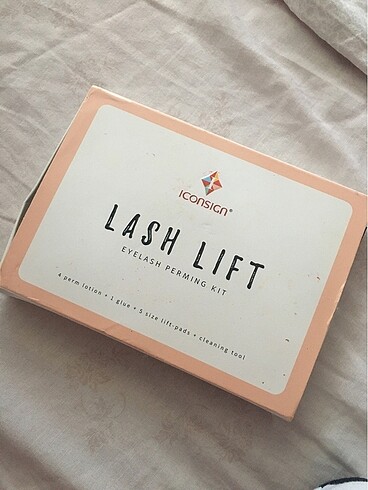 ICONSIGN®
LASH LIFT
EYELASH PERMING KIT
4 perm lotion + 1 glue + 5 size lift-pads + cleaning tool